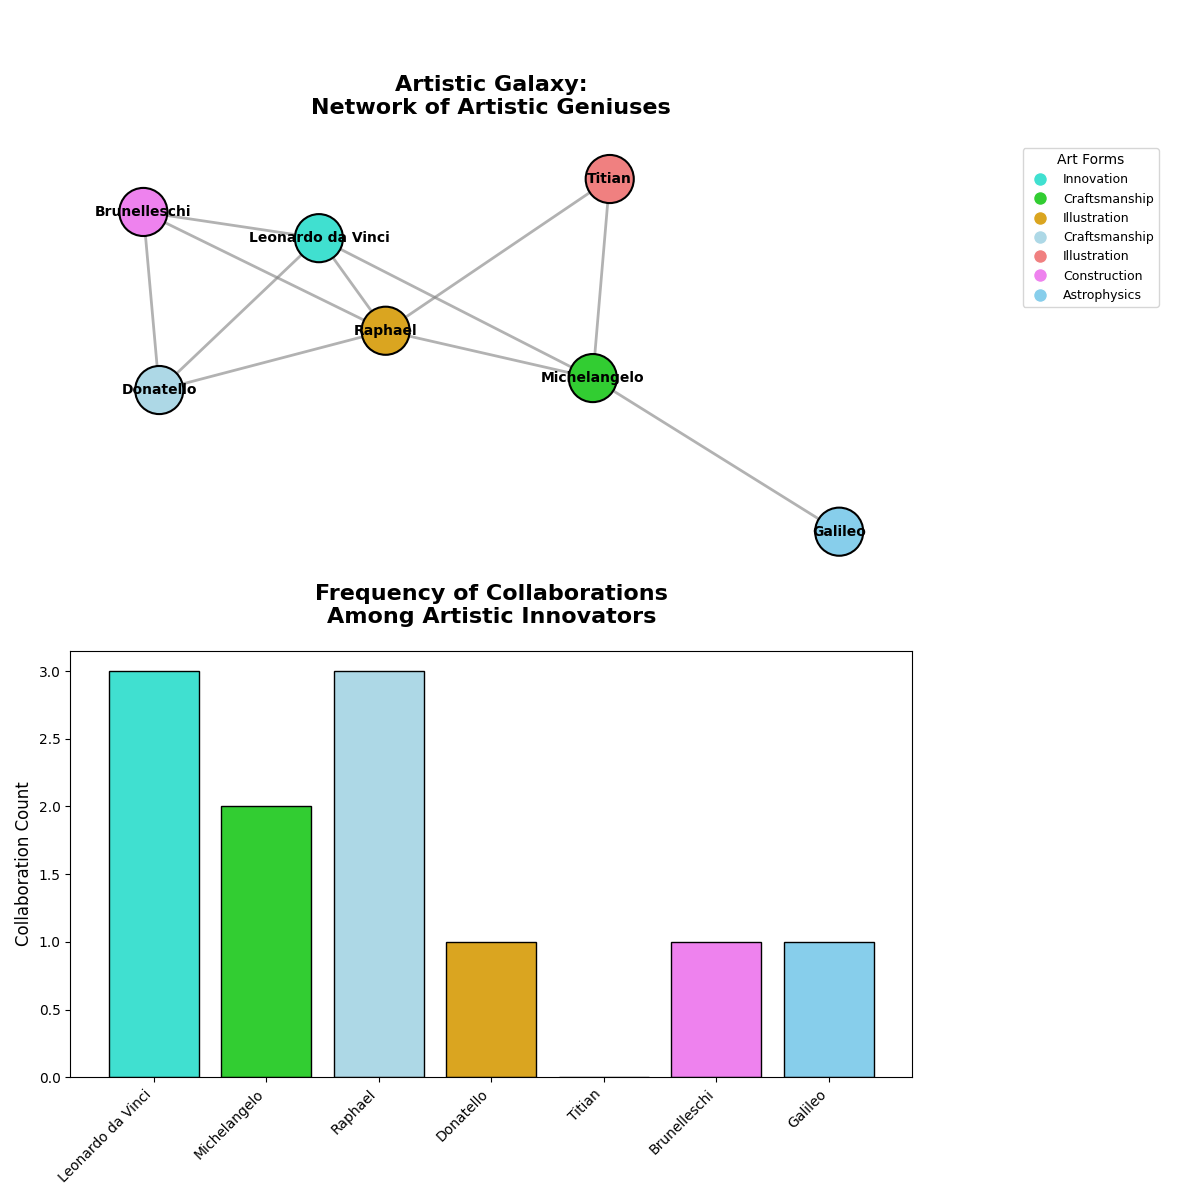 Artistic Galaxy:
Network of Artistic Geniuses
Titian
Brunelleschi
Leonardo da Vinci
Raphael
Michelangelo
Donatello
Galileo
Art Forms
Innovation
Craftsmanship
Illustration
Craftsmanship
Illustration
Construction
Astrophysics
Frequency of Collaborations
Among Artistic Innovators
Collaboration Count
3.0
2.5
2.0
1.5
1.0
0.5
0.0
Leonardo da Vinci
Michelangelo
Raphael
Donatello
Titian
Brunelleschi
Galileo